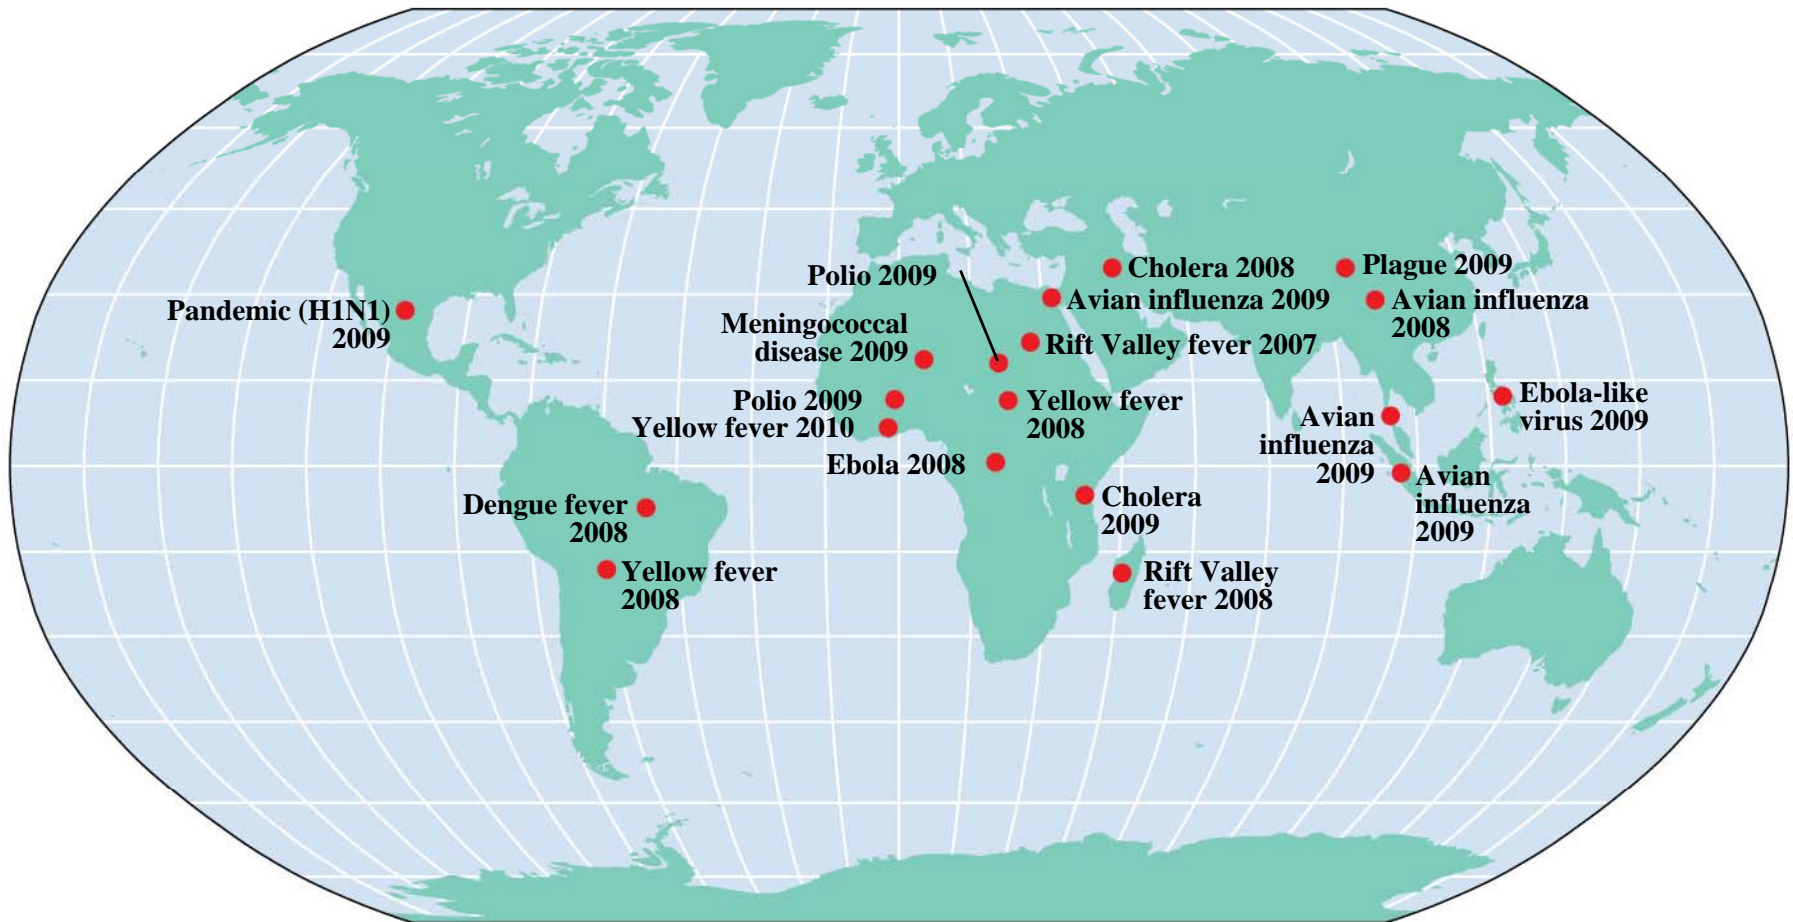 Polio 2009
Cholera 2008
Plague 2009
Avian influenza 2009
Avian influenza
2008
Pandemic (H1N1)
2009
Meningococcal
disease 2009
Rift Valley fever 2007
Polio 2009
Yellow fever
2008
Ebola-like
virus 2009
Yellow fever 2010
Avian
influenza
2009
Ebola 2008
Avian
influenza
2009
Cholera
2009
Dengue fever
2008
Yellow fever
2008
Rift Valley
fever 2008